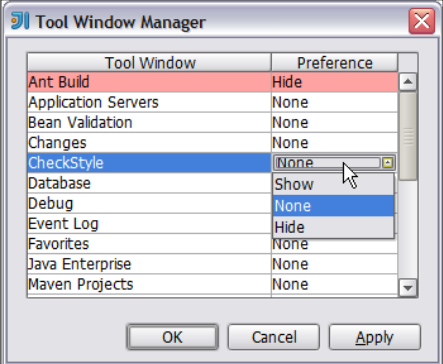 Tool Window Manager
Tool Window Preference
Ant Build Hide
Application Servers None
Bean Validation None
Changes None
CheckStyle None
Database Show
Debug None
Event Log Hide
Favorites None
Java Enterprise None
Maven Projects None
OK Cancel Apply